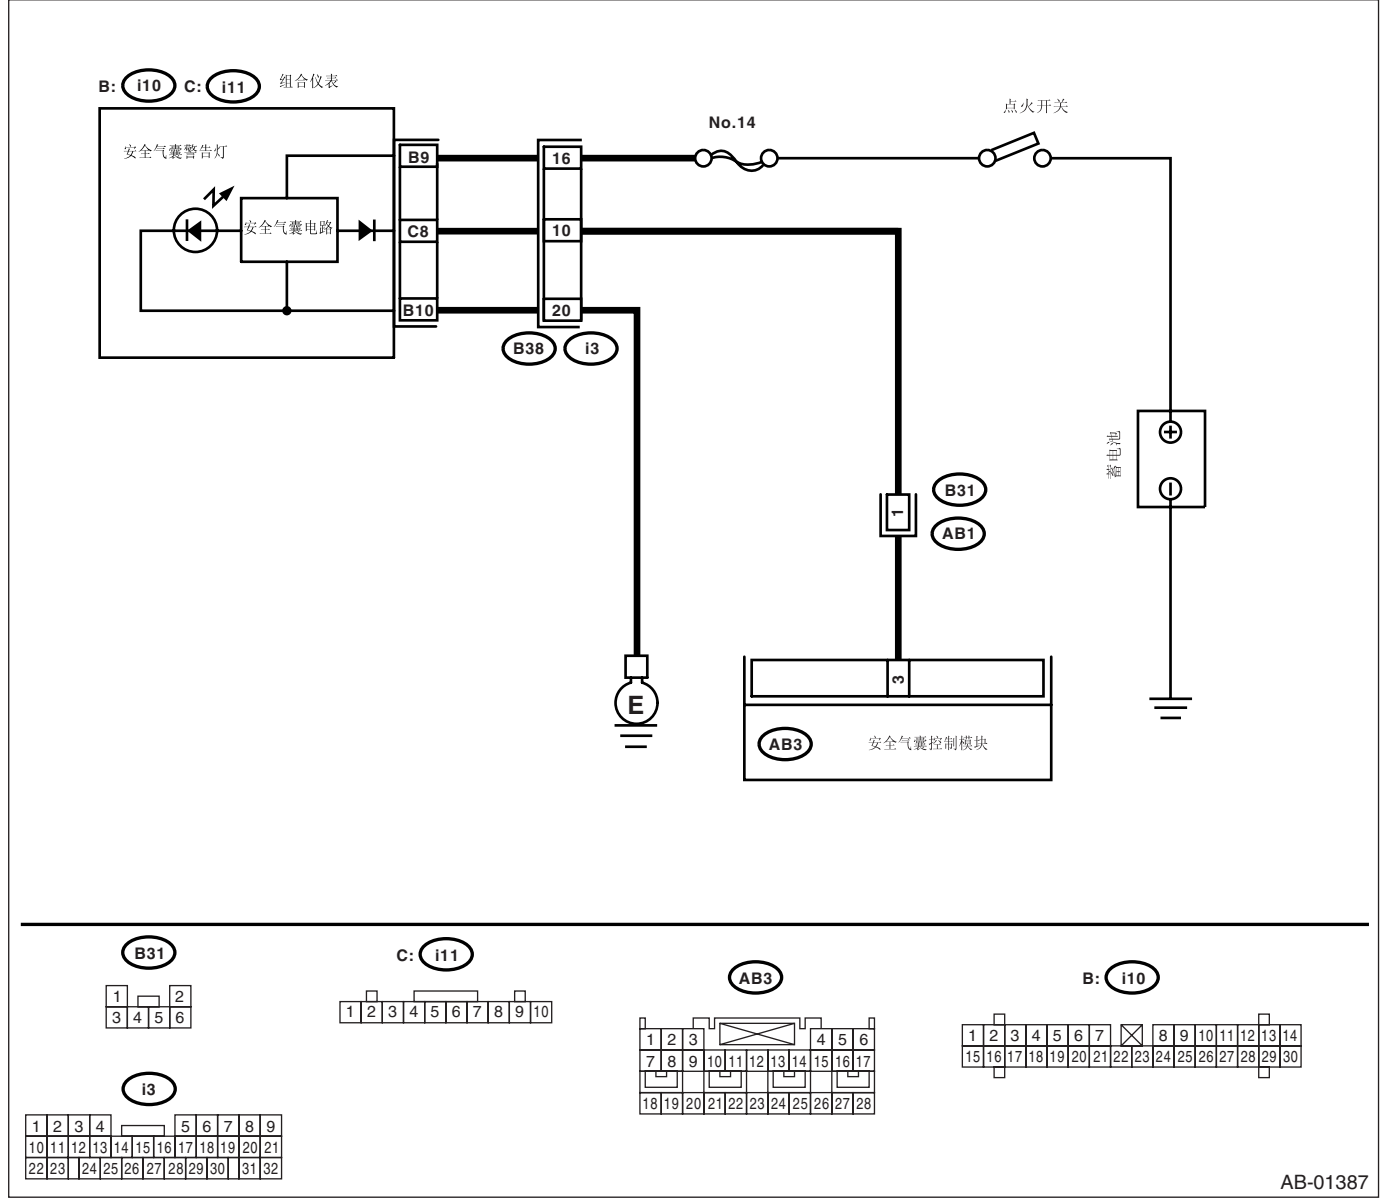 B: i10 C: i11 组合仪表
No.14
点火开关
安全气囊警告灯
安全气囊电路
B9
C8
B10
16
10
20
B38 i3
B31
AB1
1
蓄电池
3
E
AB3 安全气囊控制模块
B31
1 2
3 4 5 6
C: i11
1 2 3 4 5 6 7 8 9 10
AB3
1 2 3 4 5 6
7 8 9 10 11 12 13 14 15 16 17
18 19 20 21 22 23 24 25 26 27 28
B: i10
1 2 3 4 5 6 7 8 9 10 11 12 13 14
15 16 17 18 19 20 21 22 23 24 25 26 27 28 29 30
i3
1 2 3 4 5 6 7 8 9
10 11 12 13 14 15 16 17 18 19 20 21
22 23 24 25 26 27 28 29 30 31 32
AB-01387